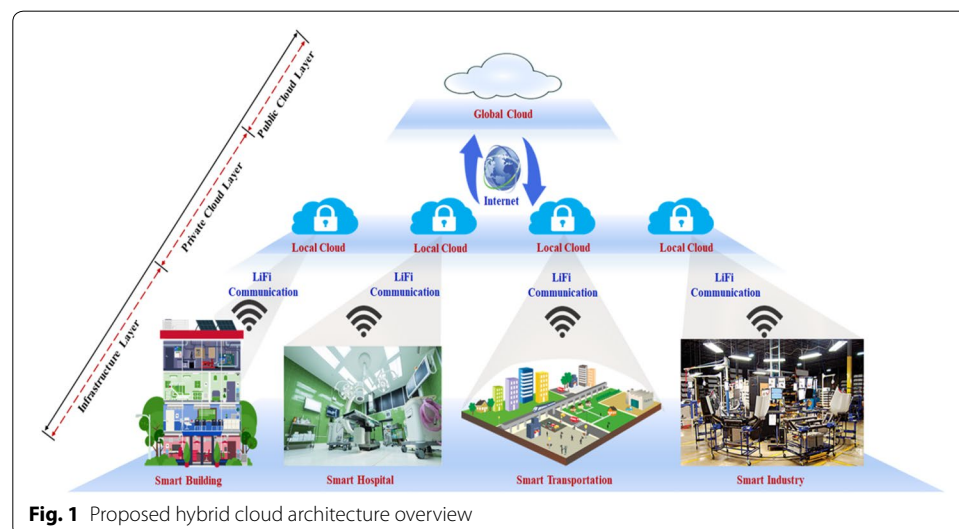 Public Cloud Layer
Private Cloud Layer
Infrastructure Layer
Global Cloud
Internet
Local Cloud
Local Cloud
Local Cloud
Local Cloud
LiFi
Communication
LiFi
Communication
LiFi
Communication
LiFi
Communication
Smart Building
Smart Hospital
Smart Transportation
Smart Industry
Fig. 1 Proposed hybrid cloud architecture overview